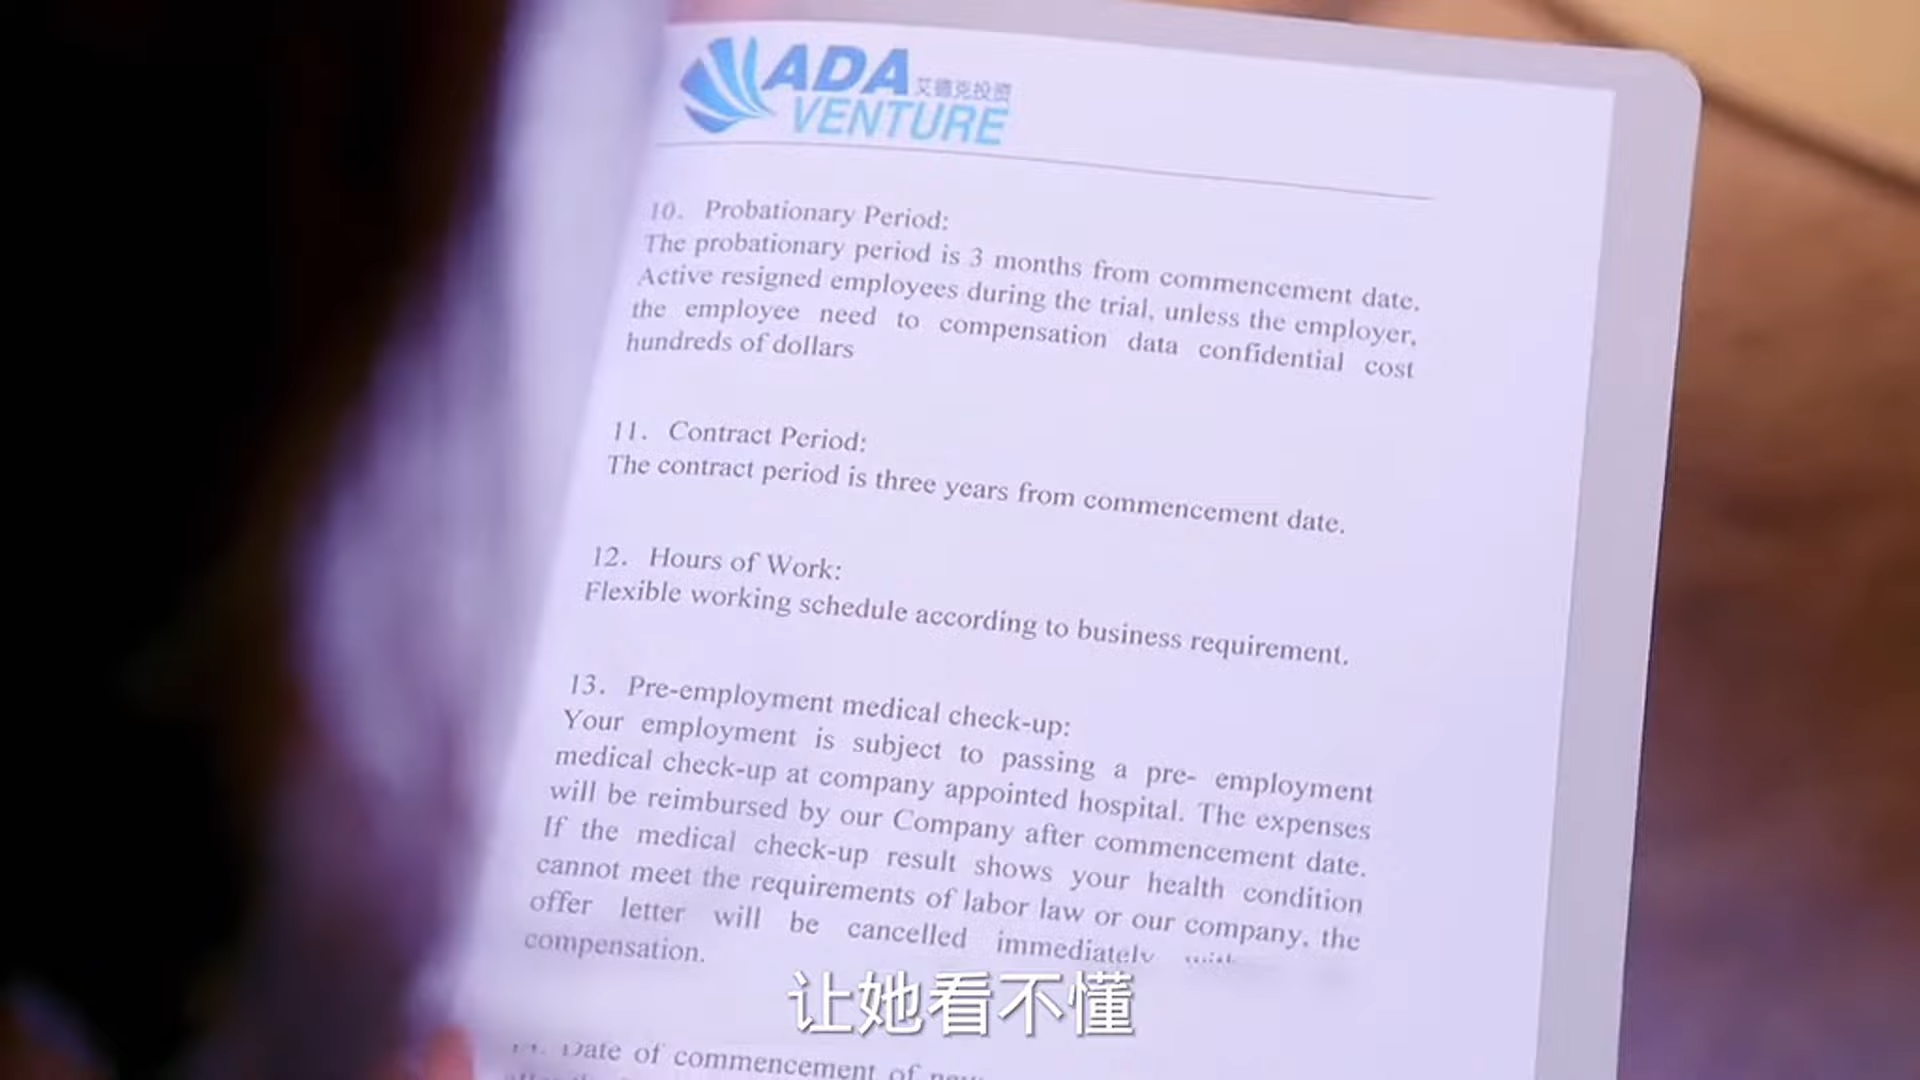 ADA
艾德克投资
VENTURE
10. Probationary Period:
The probationary period is 3 months from commencement date.
Active resigned employees during the trial, unless the employer,
the employee need to compensation data confidential cost
hundreds of dollars
11. Contract Period:
The contract period is three years from commencement date.
12. Hours of Work:
Flexible working schedule according to business requirement.
13. Pre-employment medical check-up:
Your employment is subject to passing a pre- employment
medical check-up at company appointed hospital. The expenses
will be reimbursed by our Company after commencement date.
If the medical check-up result shows your health condition
cannot meet the requirements of labor law or our company, the
offer letter will be cancelled immediately
compensation.
让她看不懂
Date of commencement of